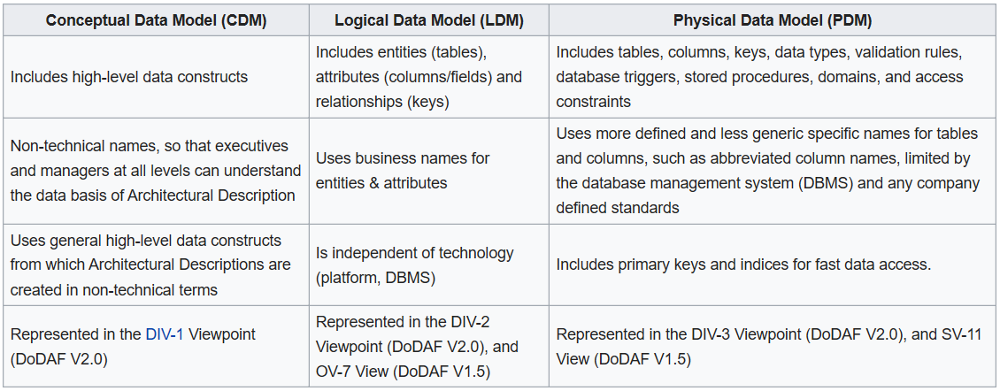 Conceptual Data Model (CDM)
Logical Data Model (LDM)
Physical Data Model (PDM)
Includes high-level data constructs
Includes entities (tables),
attributes (columns/fields) and
relationships (keys)
Includes tables, columns, keys, data types, validation rules,
database triggers, stored procedures, domains, and access
constraints
Non-technical names, so that executives
and managers at all levels can understand
the data basis of Architectural Description
Uses business names for
entities & attributes
Uses more defined and less generic specific names for tables
and columns, such as abbreviated column names, limited by
the database management system (DBMS) and any company
defined standards
Uses general high-level data constructs
from which Architectural Descriptions are
created in non-technical terms
Is independent of technology
(platform, DBMS)
Includes primary keys and indices for fast data access.
Represented in the DIV-1 Viewpoint
(DoDAF V2.0)
Represented in the DIV-2
Viewpoint (DoDAF V2.0), and
OV-7 View (DoDAF V1.5)
Represented in the DIV-3 Viewpoint (DoDAF V2.0), and SV-11
View (DoDAF V1.5)